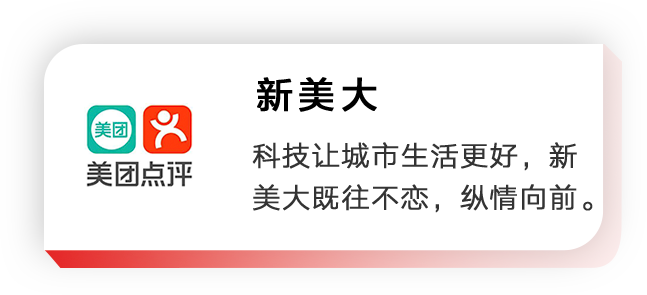 新美大
美团
美团点评
科技让城市生活更好，新
美大既往不恋，纵情向前。